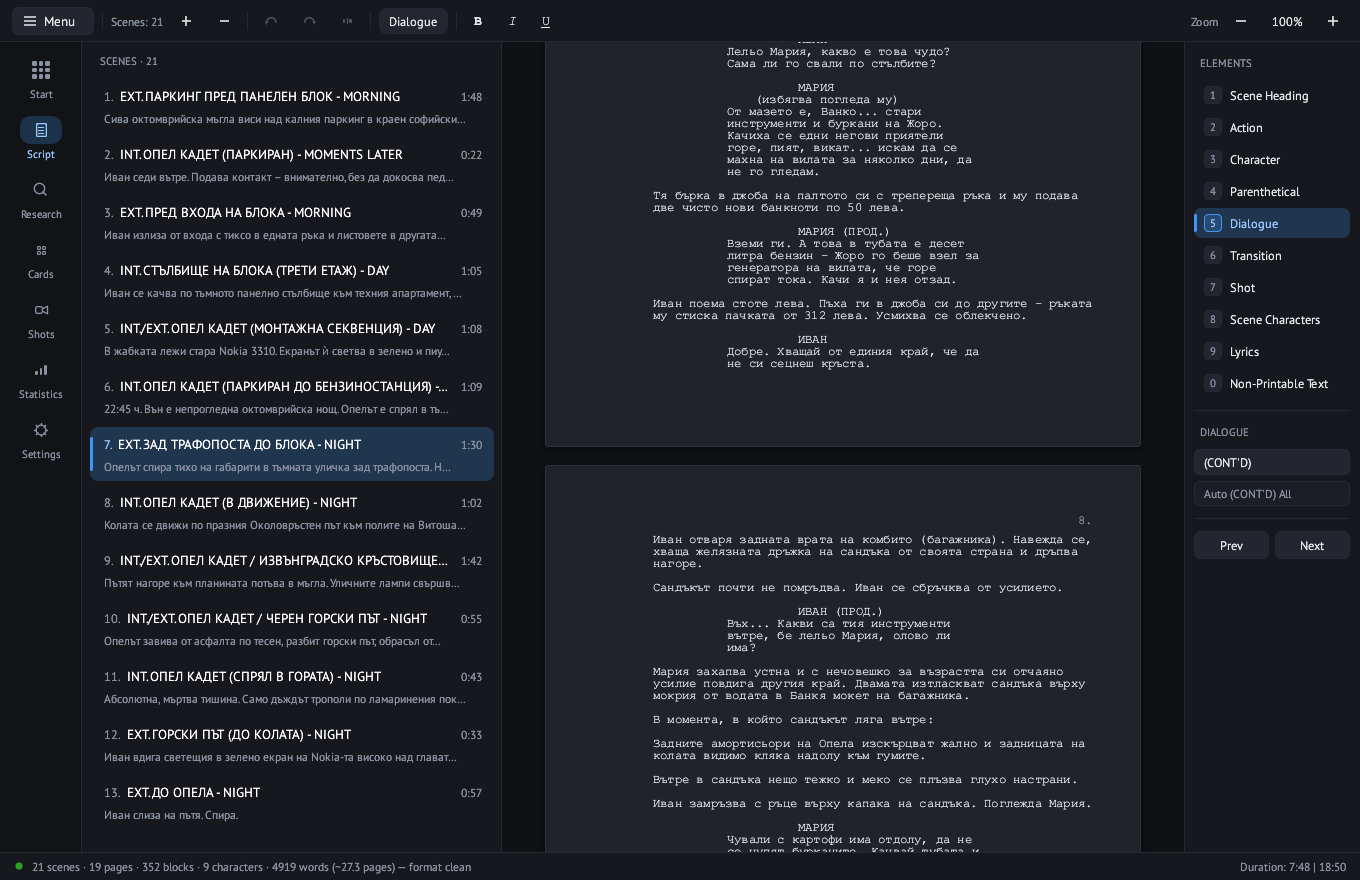 Menu
Scenes: 21
Dialogue
B I U
Zoom
100%
Start
Script
Research
Cards
Shots
Statistics
Settings
SCENES · 21
1. EXT.ПАРКИНГ ПРЕД ПАНЕЛЕН БЛОК - MORNING 1:48
Сива октомврийска мъгла виси над калния паркинг в краен софийски...
2. INT.ОПЕЛ КАДЕТ (ПАРКИРАН) - MOMENTS LATER 0:22
Иван седи вътре. Подава контакт – внимателно, без да докосва пед...
3. EXT.ПРЕД ВХОДА НА БЛОКА - MORNING 0:49
Иван излиза от входа с тиксо в едната ръка и листовете в другата...
4. INT.СТЪЛБИЩЕ НА БЛОКА (ТРЕТИ ЕТАЖ) - DAY 1:05
Иван се качва по тъмното панелно стълбище към техния апартамент, ...
5. INT./EXT.ОПЕЛ КАДЕТ (МОНТАЖНА СЕКВЕНЦИЯ) - DAY 1:08
В жабката лежи стара Nokia 3310. Екранът ѝ светва в зелено и пиу...
6. INT.ОПЕЛ КАДЕТ (ПАРКИРАН ДО БЕНЗИНОСТАНЦИЯ) -... 1:09
22:45 ч. Вън е непрогледна октомврийска нощ. Опелът е спрял в тъ...
7. EXT.ЗАД ТРАФОПОСТА ДО БЛОКА - NIGHT 1:30
Опелът спира тихо на габарити в тъмната уличка зад трафопоста. Н...
8. INT.ОПЕЛ КАДЕТ (В ДВИЖЕНИЕ) - NIGHT 1:02
Колата се движи по празния Околовръстен път към полите на Витоша...
9. INT./EXT.ОПЕЛ КАДЕТ / ИЗВЪНГРАДСКО КРЪСТОВИЩЕ... 1:42
Пътят нагоре към планината потъва в мъгла. Уличните лампи свършв...
10. INT./EXT.ОПЕЛ КАДЕТ / ЧЕРЕН ГОРСКИ ПЪТ - NIGHT 0:55
Опелът завива от асфалта по тесен, разбит горски път, обрасъл от...
11. INT.ОПЕЛ КАДЕТ (СПРЯЛ В ГОРАТА) - NIGHT 0:43
Абсолютна, мъртва тишина. Само дъждът трополи по ламаринения пок...
12. EXT.ГОРСКИ ПЪТ (ДО КОЛАТА) - NIGHT 0:33
Иван вдига светещия в зелено екран на Nokia-та високо над глават...
13. EXT.ДО ОПЕЛА - NIGHT 0:57
Иван слиза на пътя. Спира.
Лельо Мария, какво е това чудо?
Сама ли го свали по стълбите?
МАРИЯ
(избягва погледа му)
От мазето е, Ванко... стари
инструменти и буркани на Жоро.
Качиха се едни негови приятели
горе, пият, викат... искам да се
махна на вилата за няколко дни, да
не го гледам.
Тя бърка в джоба на палтото си с трепереща ръка и му подава
две чисто нови банкноти по 50 лева.
МАРИЯ (ПРОД.)
Вземи ги. А това в тубата е десет
литра бензин – Жоро го беше взел за
генератора на вилата, че горе
спират тока. Качи я и нея отзад.
Иван поема стоте лева. Пъха ги в джоба си до другите – ръката
му стиска пачката от 312 лева. Усмихва се облекчено.
ИВАН
Добре. Хващай от единия край, че да
не си сецнеш кръста.
8.
Иван отваря задната врата на комбито (багажника). Навежда се,
хваща желязната дръжка на сандъка от своята страна и дръпва
нагоре.
Сандъкът почти не помръдва. Иван се сбръчква от усилието.
ИВАН (ПРОД.)
Въх... Какви са тия инструменти
вътре, бе лельо Мария, олово ли
има?
Мария захапва устна и с нечовешко за възрастта си отчаяно
усилие повдига другия край. Двамата изтласкват сандъка върху
мокрия от водата в Банкя мокет на багажника.
В момента, в който сандъкът ляга вътре:
Задните амортисьори на Опела изскърцват жално и задницата на
колата видимо кляка надолу към гумите.
Вътре в сандъка нещо тежко и меко се плъзва глухо настрани.
Иван замръзва с ръце върху капака на сандъка. Поглежда Мария.
МАРИЯ
Чували с картофи има отдолу, да не
ELEMENTS
1 Scene Heading
2 Action
3 Character
4 Parenthetical
5 Dialogue
6 Transition
7 Shot
8 Scene Characters
9 Lyrics
0 Non-Printable Text
DIALOGUE
(CONT'D)
Auto (CONT'D) All
Prev
Next
21 scenes · 19 pages · 352 blocks · 9 characters · 4919 words (~27.3 pages) — format clean
Duration: 7:48 | 18:50